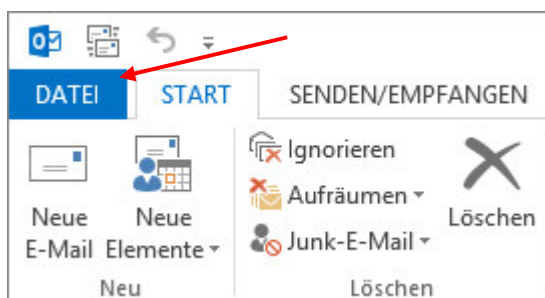 DATEI START SENDEN/EMPFANGEN
Neue E-Mail
Neue Elemente
Ignorieren
Aufräumen
Junk-E-Mail
Löschen
Neu
Löschen